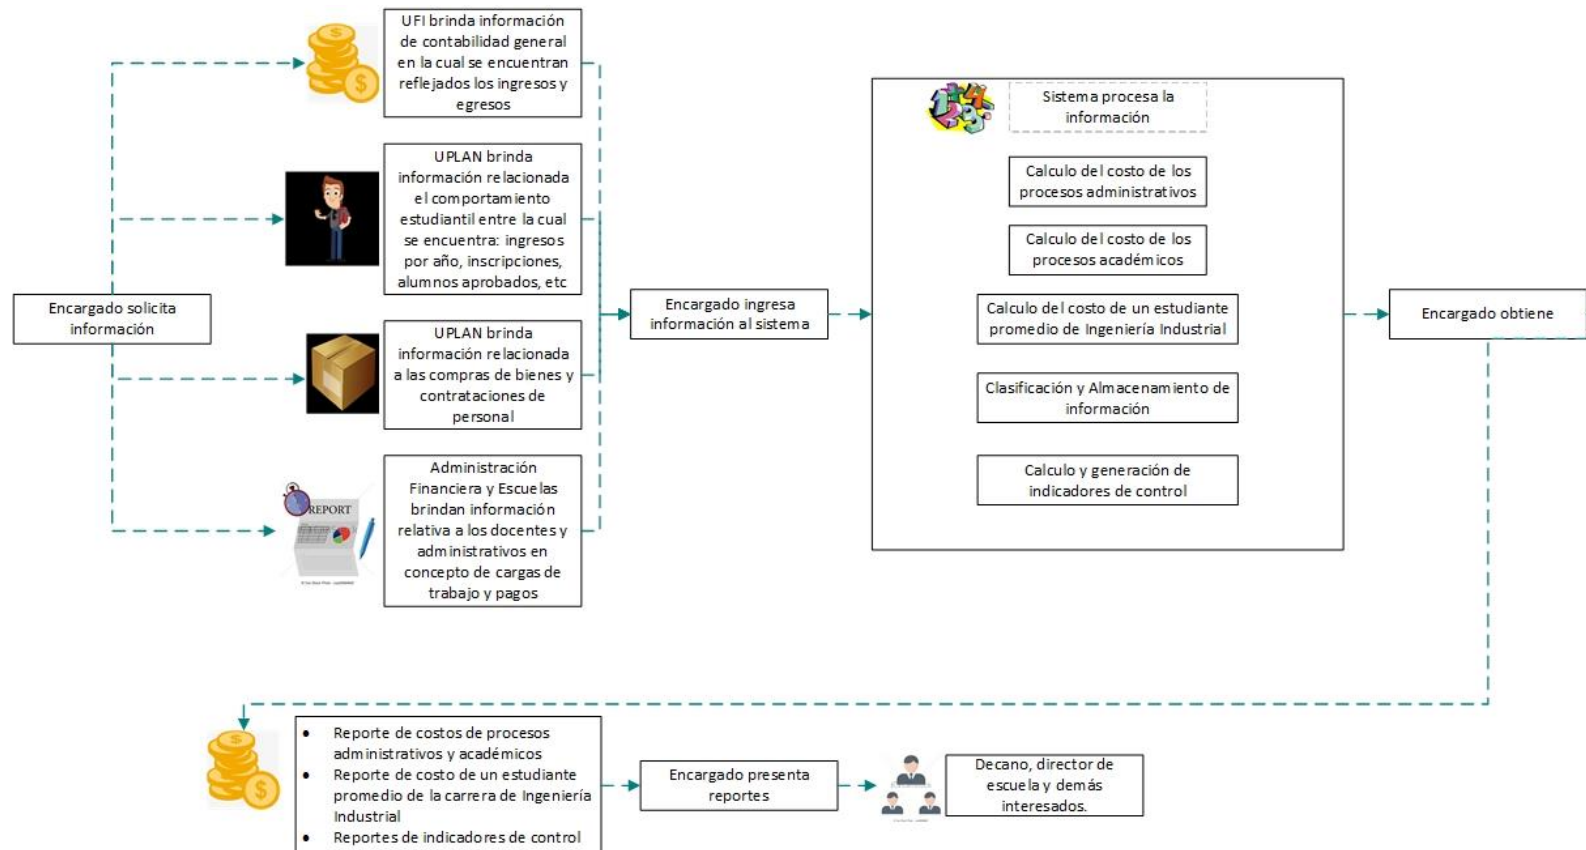 UFI brinda información
de contabilidad general
en la cual se encuentran
reflejados los ingresos y
egresos
UPLAN brinda
información relacionada
el comportamiento
estudiantil entre la cual
se encuentra: ingresos
por año, inscripciones,
alumnos aprobados, etc
Encargado solicita
información
UPLAN brinda
información relacionada
a las compras de bienes y
contrataciones de
personal
REPORT
Administración
Financiera y Escuelas
brindan información
relativa a los docentes y
administrativos en
concepto de cargas de
trabajo y pagos
Encargado ingresa
información al sistema
Sistema procesa la
información
Calculo del costo de los
procesos administrativos
Calculo del costo de los
procesos académicos
Calculo del costo de un estudiante
promedio de Ingeniería Industrial
Clasificación y Almacenamiento de
información
Calculo y generación de
indicadores de control
Encargado obtiene
• Reporte de costos de procesos
administrativos y académicos
• Reporte de costo de un estudiante
promedio de la carrera de Ingeniería
Industrial
• Reportes de indicadores de control
Encargado presenta
reportes
Decano, director de
escuela y demás
interesados.